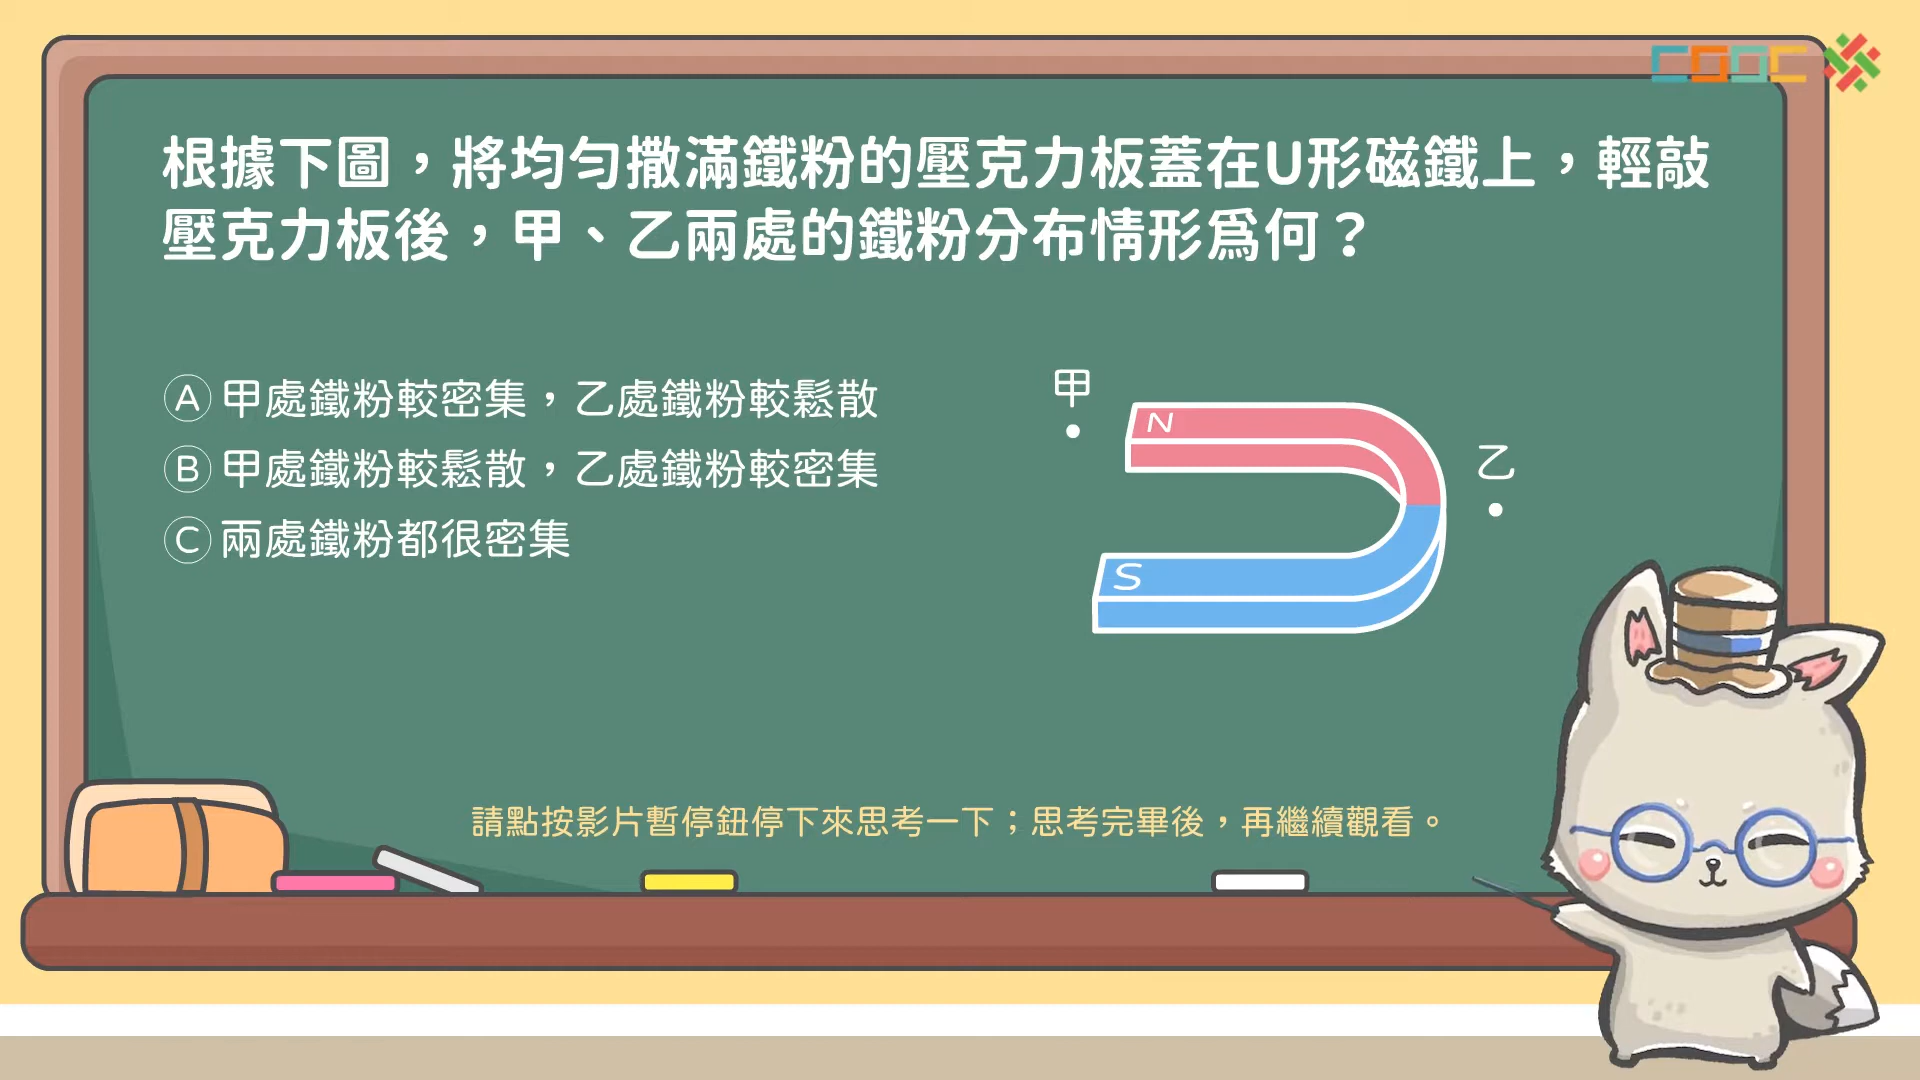 COOC
根據下圖，將均勻撒滿鐵粉的壓克力板蓋在U形磁鐵上，輕敲
壓克力板後，甲、乙兩處的鐵粉分布情形為何？
Ⓐ 甲處鐵粉較密集，乙處鐵粉較鬆散
Ⓑ 甲處鐵粉較鬆散，乙處鐵粉較密集
Ⓒ 兩處鐵粉都很密集
甲
N
乙
S
請點按影片暫停鈕停下來思考一下；思考完畢後，再繼續觀看。